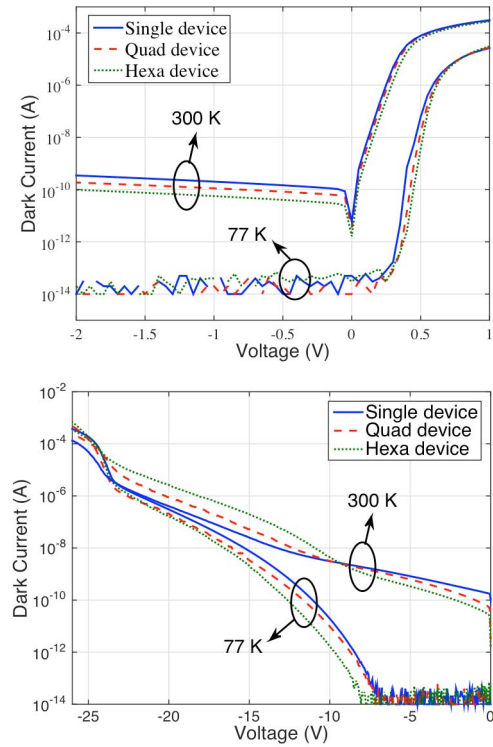 10^-4
10^-6
10^-8
10^-10
10^-12
10^-14
Dark Current (A)
Single device
Quad device
Hexa device
300 K
77 K
-2 -1.5 -1 -0.5 0 0.5 1
Voltage (V)
10^-2
10^-4
10^-6
10^-8
10^-10
10^-12
10^-14
Dark Current (A)
Single device
Quad device
Hexa device
300 K
77 K
-25 -20 -15 -10 -5 0
Voltage (V)